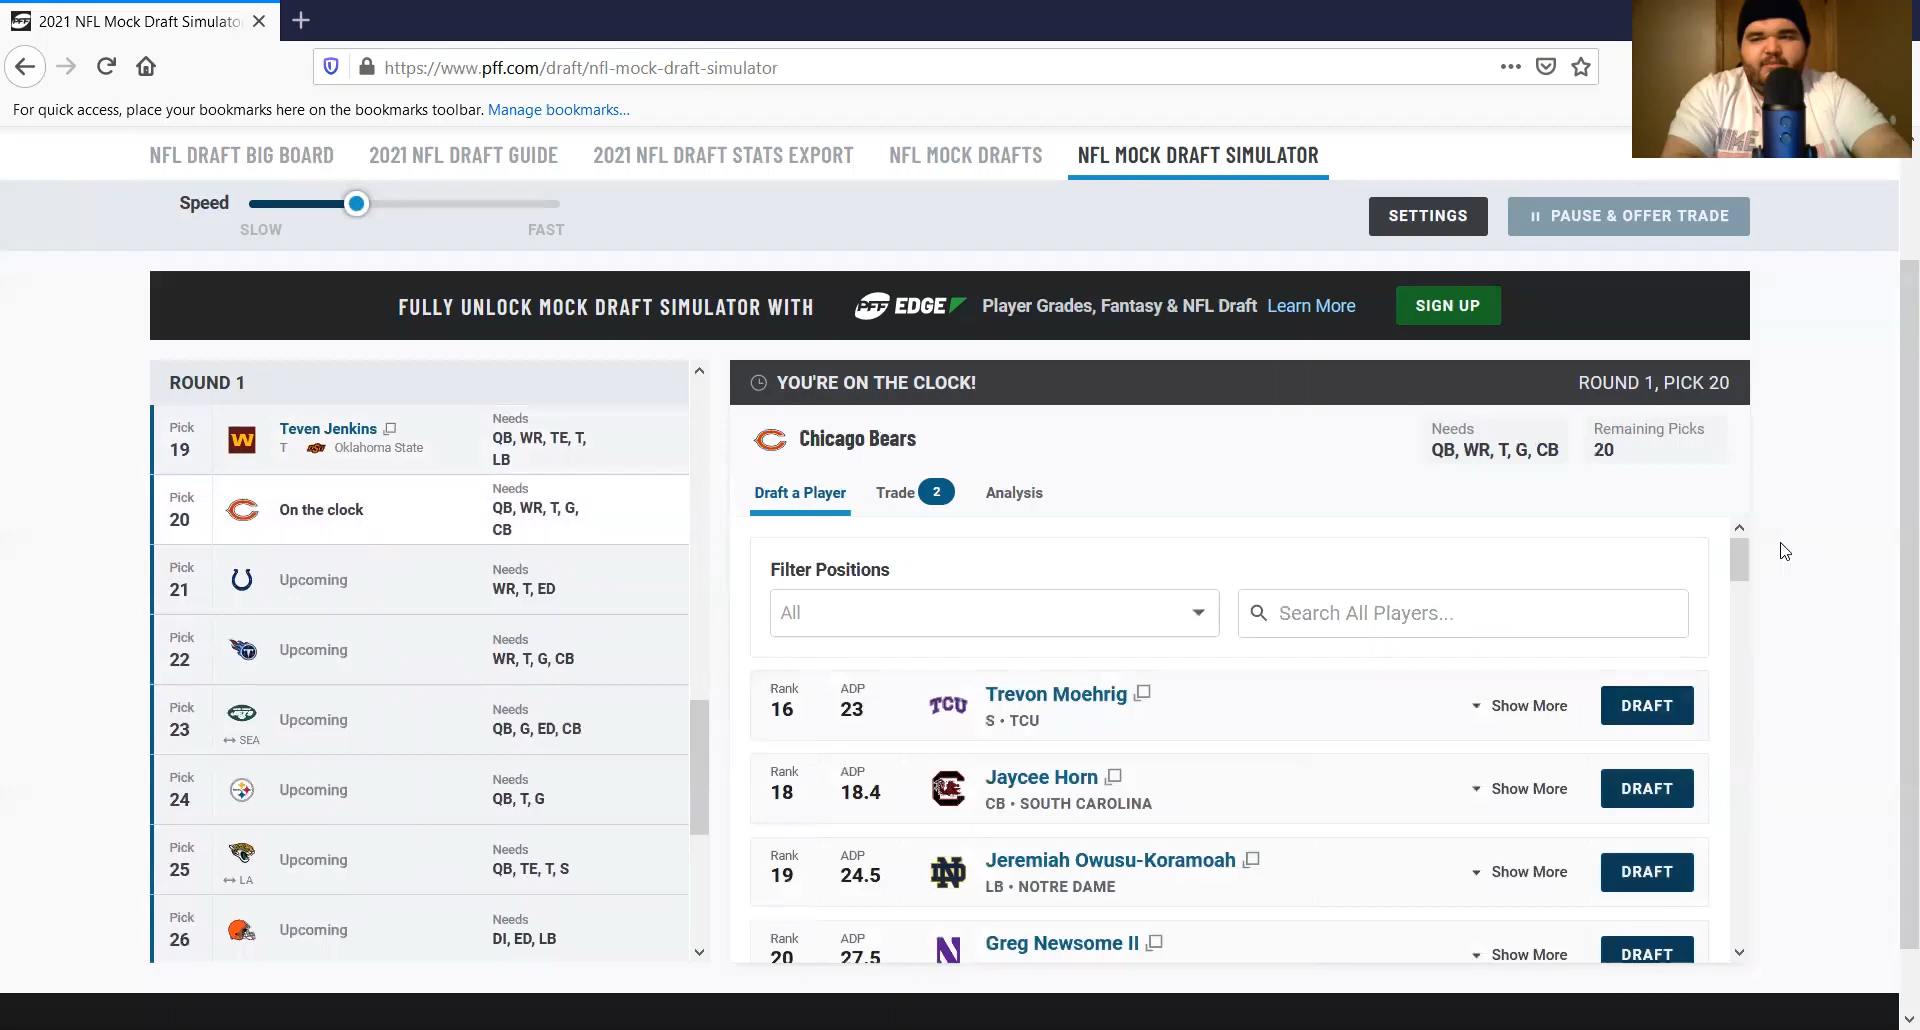 2021 NFL Mock Draft Simulato
https://www.pff.com/draft/nfl-mock-draft-simulator
For quick access, place your bookmarks here on the bookmarks toolbar. Manage bookmarks...
NFL DRAFT BIG BOARD 2021 NFL DRAFT GUIDE 2021 NFL DRAFT STATS EXPORT NFL MOCK DRAFTS NFL MOCK DRAFT SIMULATOR
Speed
SLOW FAST
SETTINGS PAUSE & OFFER TRADE
FULLY UNLOCK MOCK DRAFT SIMULATOR WITH PFF EDGE Player Grades, Fantasy & NFL Draft Learn More SIGN UP
ROUND 1
Pick 19 Teven Jenkins Needs
T Oklahoma State QB, WR, TE, T,
LB
Pick 20 On the clock Needs
QB, WR, T, G,
CB
Pick 21 Upcoming Needs
WR, T, ED
Pick 22 Upcoming Needs
WR, T, G, CB
Pick 23 Upcoming Needs
↔ SEA QB, G, ED, CB
Pick 24 Upcoming Needs
QB, T, G
Pick 25 Upcoming Needs
↔ LA QB, TE, T, S
Pick 26 Upcoming Needs
DI, ED, LB
YOU'RE ON THE CLOCK! ROUND 1, PICK 20
Chicago Bears
Needs Remaining Picks
QB, WR, T, G, CB 20
Draft a Player Trade 2 Analysis
Filter Positions
All Search All Players...
Rank ADP Trevon Moehrig Show More DRAFT
16 23 TCU S • TCU
Rank ADP Jaycee Horn Show More DRAFT
18 18.4 CB • SOUTH CAROLINA
Rank ADP Jeremiah Owusu-Koramoah Show More DRAFT
19 24.5 LB • NOTRE DAME
Rank ADP Greg Newsome II Show More DRAFT
20 27.5